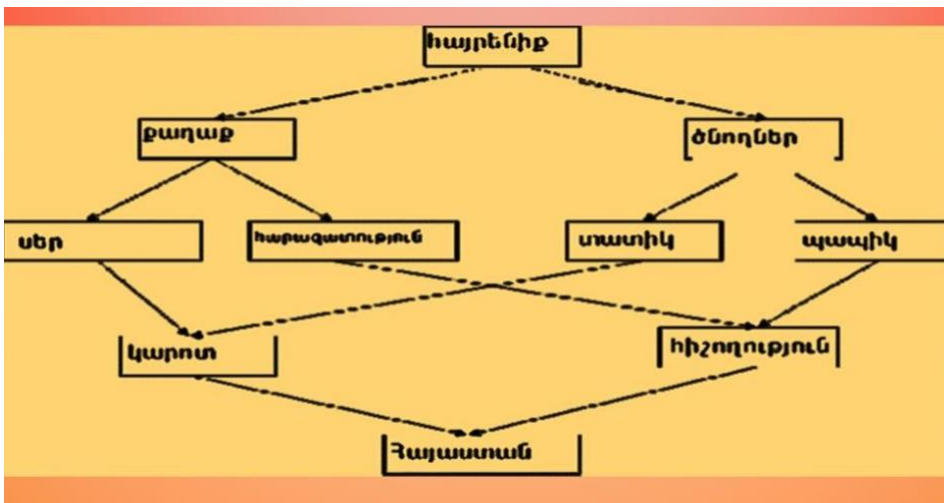 հայրենիք
քաղաք
ծնողներ
սեր
հարազատություն
տատիկ
պապիկ
կարոտ
հիշողություն
Հայաստան